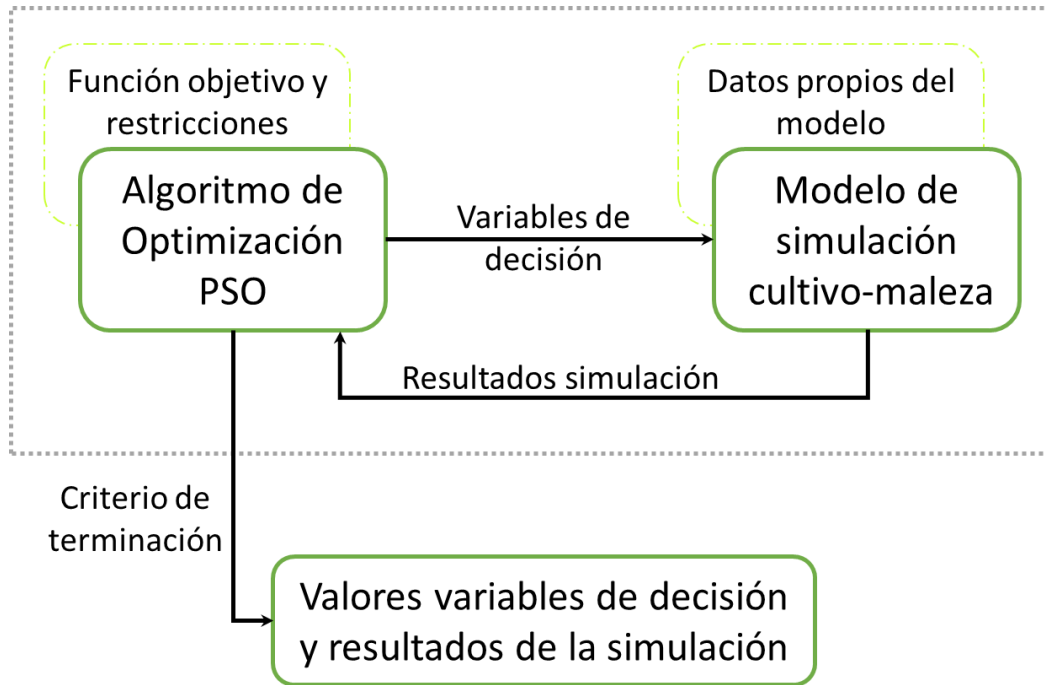 Función objetivo y
restricciones
Algoritmo de
Optimización
PSO
Variables de
decisión
Datos propios del
modelo
Modelo de
simulación
cultivo-maleza
Resultados simulación
Criterio de
terminación
Valores variables de decisión
y resultados de la simulación